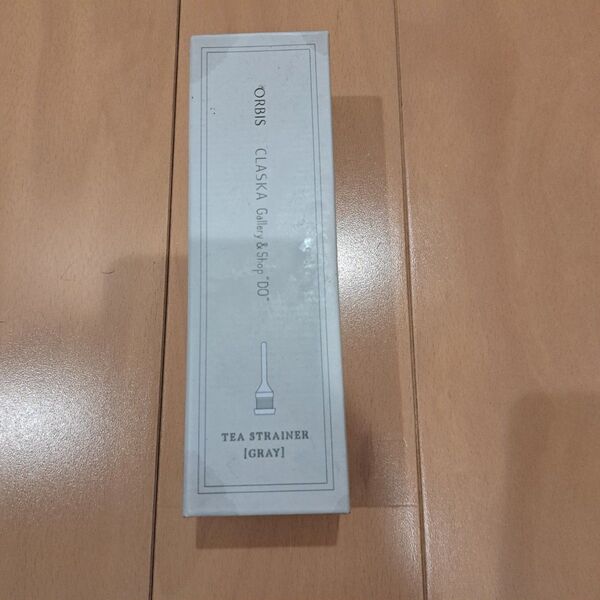 ORBIS CLASKA Gallery & Shop "DO"
TEA STRAINER
[GRAY]